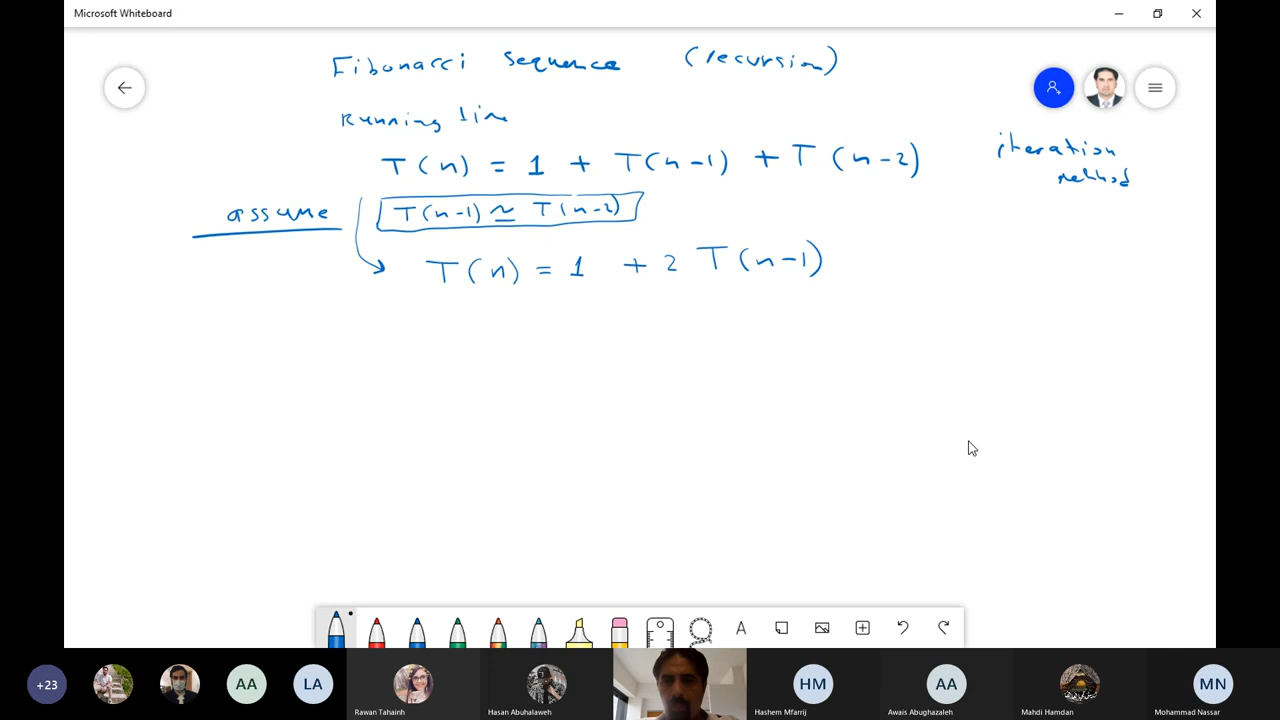 Microsoft Whiteboard
Fibonacci sequence (recursion)
Running time
T(n) = 1 + T(n-1) + T(n-2)
iteration
method
assume
T(n-1) ≃ T(n-2)
T(n) = 1 + 2 T(n-1)
A
+23
AA
LA
HM
AA
MN
Rawan Tahainh
Hasan Abuhalaweh
Hashem Mfarrij
Awais Abughazaleh
Mahdi Hamdan
Mohammad Nassar